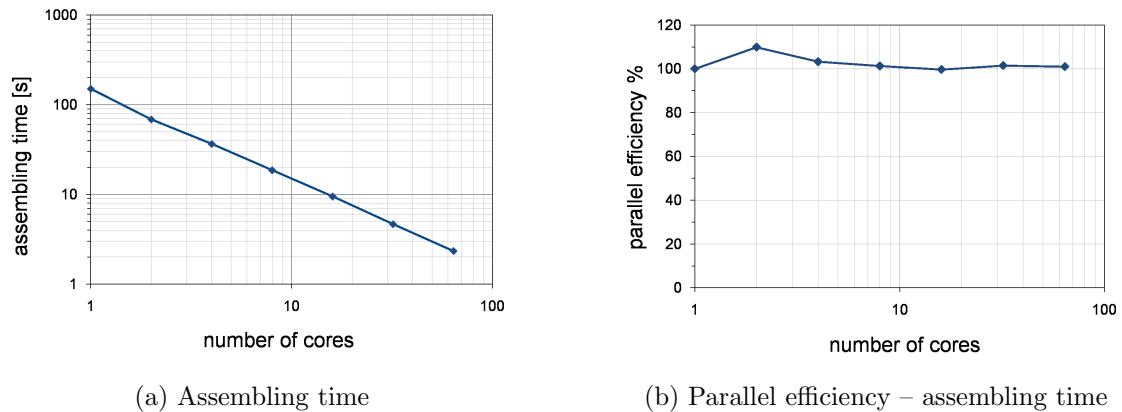 1000
100
10
1
assembling time [s]
1
10
100
number of cores
(a) Assembling time
120
100
80
60
40
20
0
parallel efficiency %
1
10
100
number of cores
(b) Parallel efficiency – assembling time